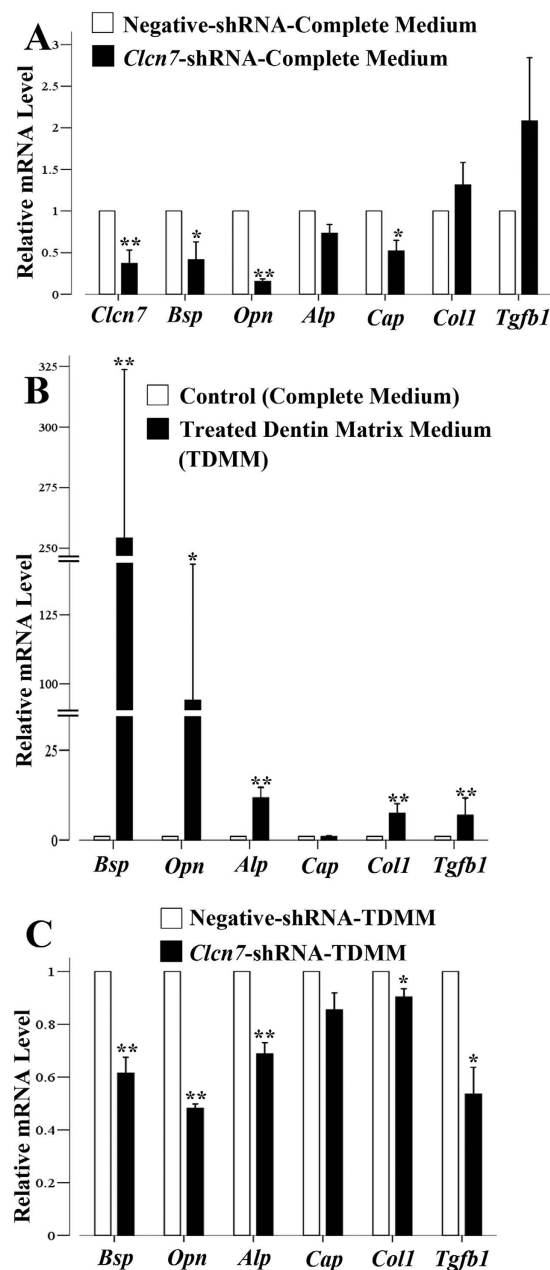 A
Negative-shRNA-Complete Medium
Clcn7-shRNA-Complete Medium
Relative mRNA Level
3
2.5
1.5
1
0.5
0
**
*
**
*
Clcn7 Bsp Opn Alp Cap Col1 Tgfb1
B
Control (Complete Medium)
Treated Dentin Matrix Medium
(TDMM)
Relative mRNA Level
325
300
275
250
125
100
25
0
**
*
**
**
**
Bsp Opn Alp Cap Col1 Tgfb1
C
Negative-shRNA-TDMM
Clcn7-shRNA-TDMM
Relative mRNA Level
1
0.8
0.6
0.4
0.2
0
**
**
**
*
*
Bsp Opn Alp Cap Col1 Tgfb1